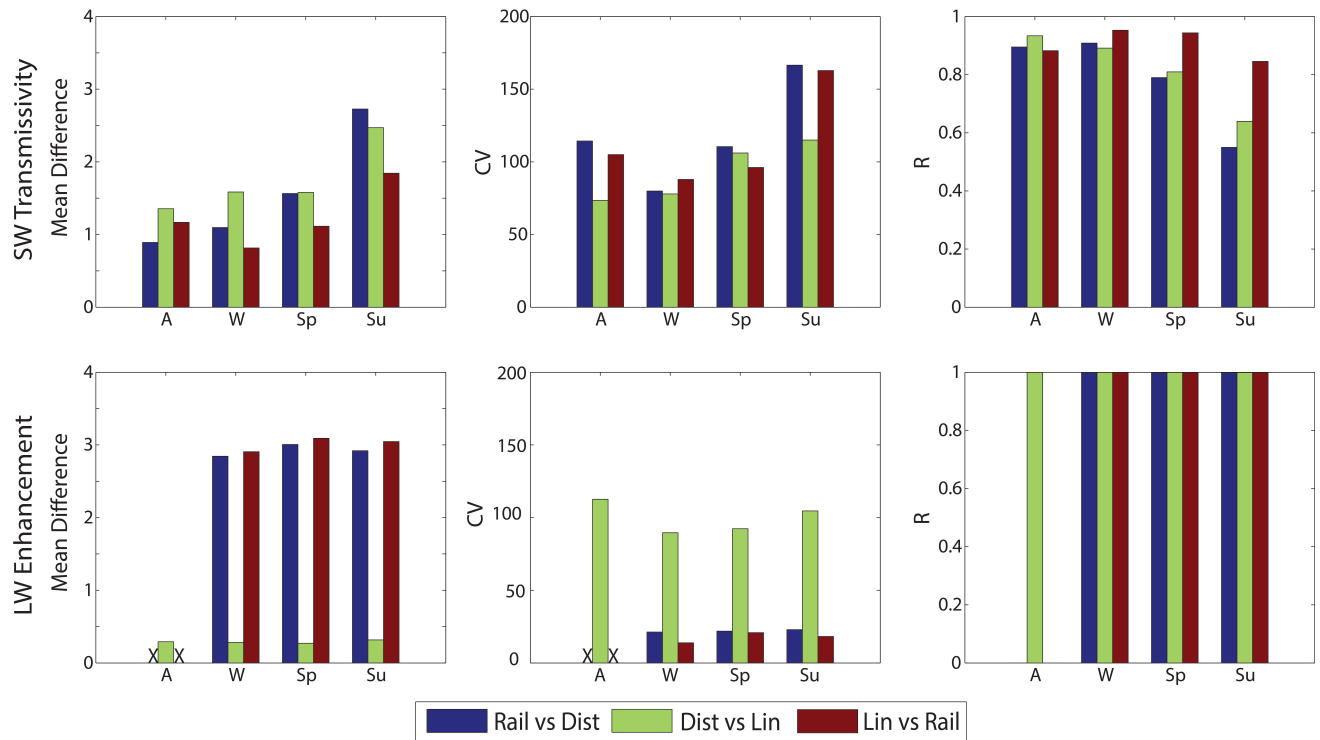 SW Transmissivity
Mean Difference
4
3
2
1
0
A W Sp Su
CV
200
150
100
50
0
A W Sp Su
R
1
0.8
0.6
0.4
0.2
0
A W Sp Su
LW Enhancement
Mean Difference
4
3
2
1
0
X X
A W Sp Su
CV
200
150
100
50
0
X X
A W Sp Su
R
1
0.8
0.6
0.4
0.2
0
A W Sp Su
Rail vs Dist Dist vs Lin Lin vs Rail